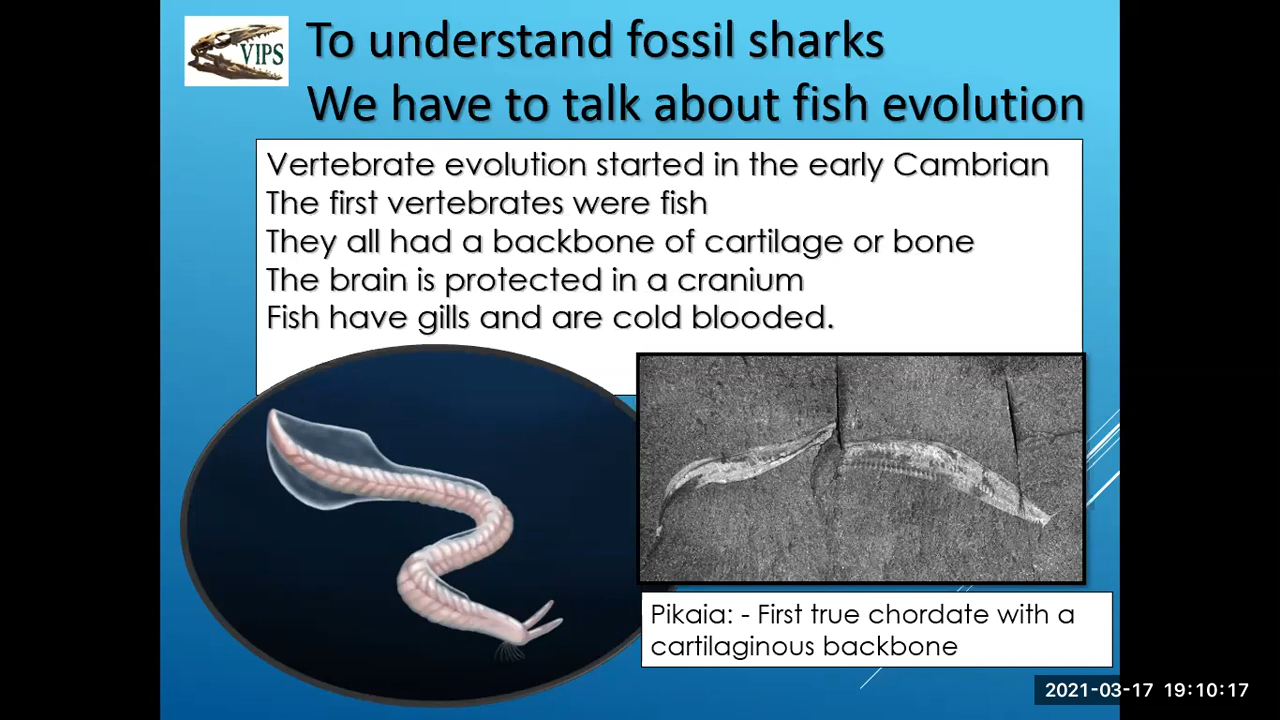 VIPS
To understand fossil sharks
We have to talk about fish evolution
Vertebrate evolution started in the early Cambrian
The first vertebrates were fish
They all had a backbone of cartilage or bone
The brain is protected in a cranium
Fish have gills and are cold blooded.
Pikaia: - First true chordate with a
cartilaginous backbone
2021-03-17 19:10:17